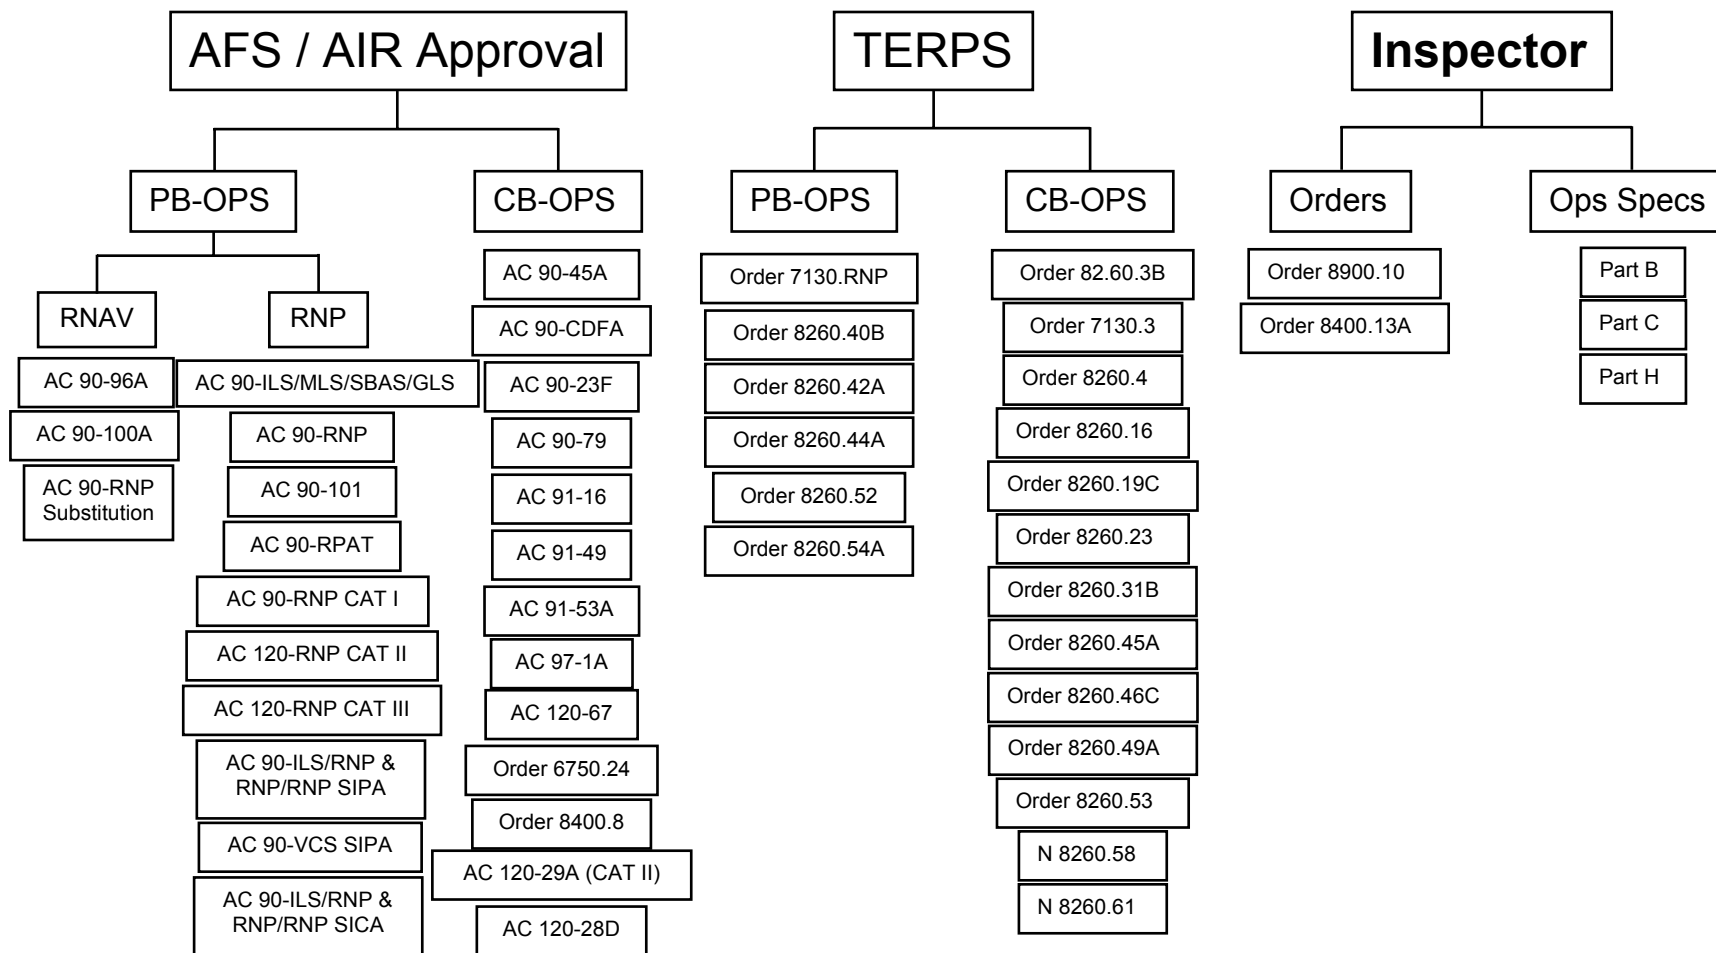 AFS / AIR Approval
PB-OPS
RNAV
AC 90-96A
AC 90-100A
AC 90-RNP
Substitution
RNP
AC 90-ILS/MLS/SBAS/GLS
AC 90-RNP
AC 90-101
AC 90-RPAT
AC 90-RNP CAT I
AC 120-RNP CAT II
AC 120-RNP CAT III
AC 90-ILS/RNP &
RNP/RNP SIPA
AC 90-VCS SIPA
AC 90-ILS/RNP &
RNP/RNP SICA
CB-OPS
AC 90-45A
AC 90-CDFA
AC 90-23F
AC 90-79
AC 91-16
AC 91-49
AC 91-53A
AC 97-1A
AC 120-67
Order 6750.24
Order 8400.8
AC 120-29A (CAT II)
AC 120-28D
TERPS
PB-OPS
Order 7130.RNP
Order 8260.40B
Order 8260.42A
Order 8260.44A
Order 8260.52
Order 8260.54A
CB-OPS
Order 82.60.3B
Order 7130.3
Order 8260.4
Order 8260.16
Order 8260.19C
Order 8260.23
Order 8260.31B
Order 8260.45A
Order 8260.46C
Order 8260.49A
Order 8260.53
N 8260.58
N 8260.61
Inspector
Orders
Order 8900.10
Order 8400.13A
Ops Specs
Part B
Part C
Part H